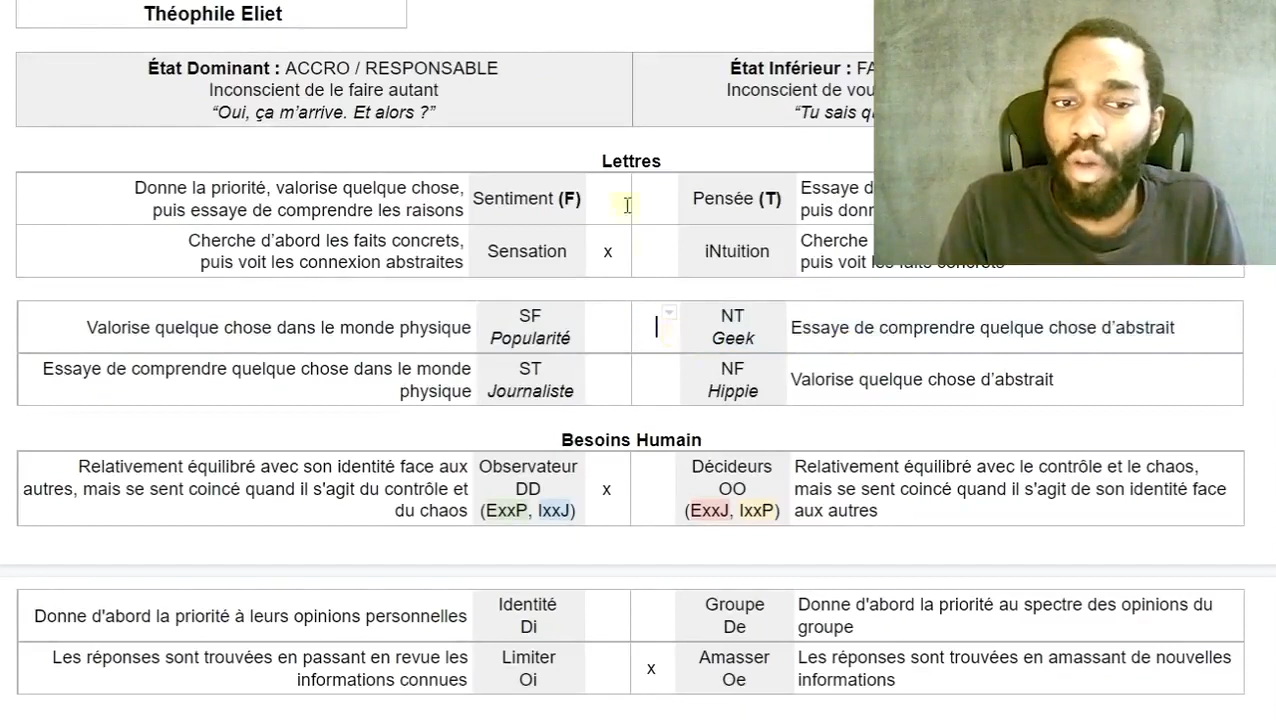 Théophile Eliet
État Dominant : ACCRO / RESPONSABLE
Inconscient de le faire autant
“Oui, ça m’arrive. Et alors ?”
État Inférieur : FA
Inconscient de vou
“Tu sais q
Lettres
Donne la priorité, valorise quelque chose,
puis essaye de comprendre les raisons
Sentiment (F)
Pensée (T)
Essaye d
puis donn
Cherche d’abord les faits concrets,
puis voit les connexion abstraites
Sensation
x
iNtuition
Cherche
puis voit les faits concrets
Valorise quelque chose dans le monde physique
SF
Popularité
NT
Geek
Essaye de comprendre quelque chose d’abstrait
Essaye de comprendre quelque chose dans le monde
physique
ST
Journaliste
NF
Hippie
Valorise quelque chose d’abstrait
Besoins Humain
Relativement équilibré avec son identité face aux
autres, mais se sent coincé quand il s'agit du contrôle et
du chaos
Observateur
DD
(ExxP, IxxJ)
x
Décideurs
OO
(ExxJ, IxxP)
Relativement équilibré avec le contrôle et le chaos,
mais se sent coincé quand il s'agit de son identité face
aux autres
Donne d'abord la priorité à leurs opinions personnelles
Identité
Di
Groupe
De
Donne d'abord la priorité au spectre des opinions du
groupe
Les réponses sont trouvées en passant en revue les
informations connues
Limiter
Oi
x
Amasser
Oe
Les réponses sont trouvées en amassant de nouvelles
informations